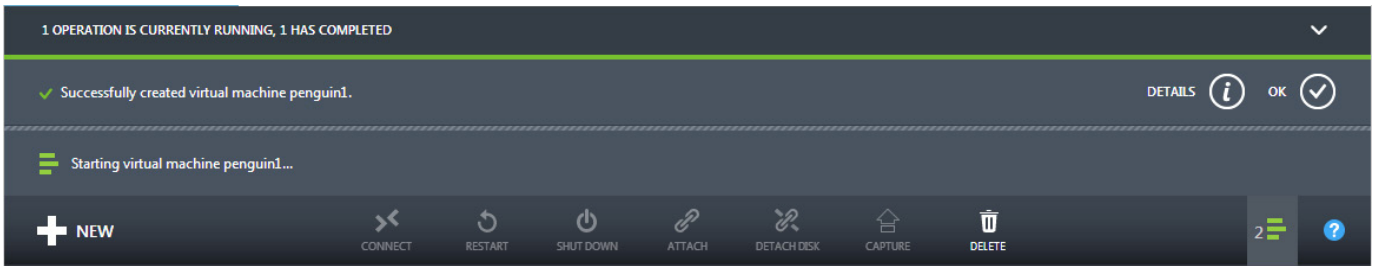 1 OPERATION IS CURRENTLY RUNNING, 1 HAS COMPLETED
Successfully created virtual machine penguin1.
DETAILS i OK
Starting virtual machine penguin1...
NEW
CONNECT
RESTART
SHUT DOWN
ATTACH
DETACH DISK
CAPTURE
DELETE
2
?